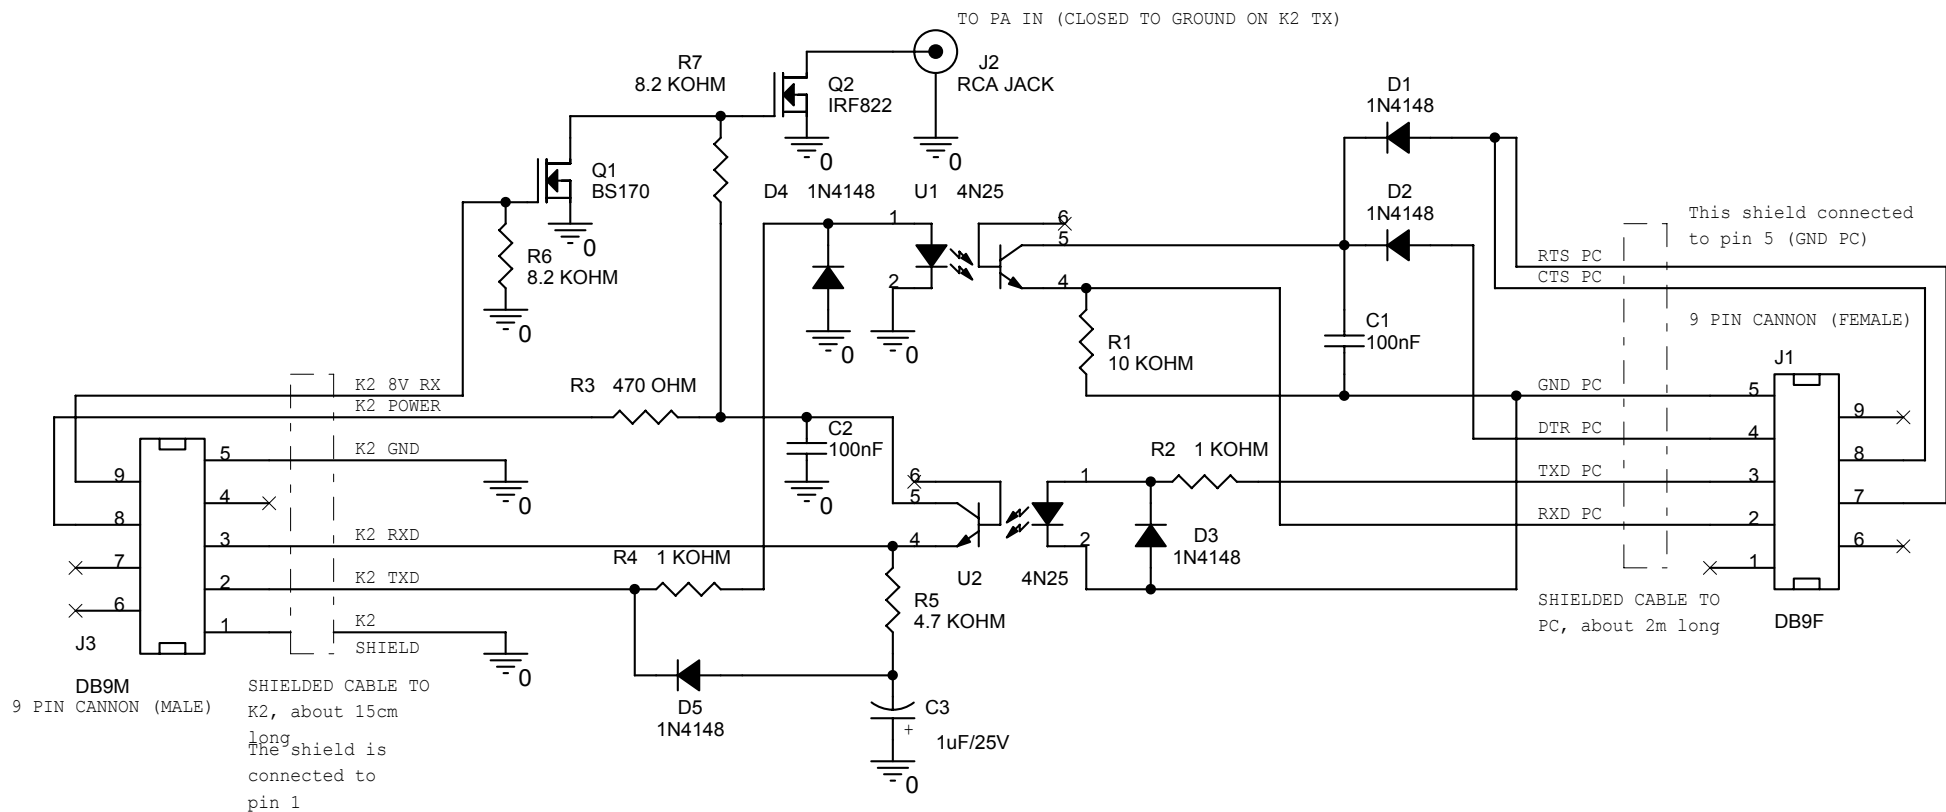 TO PA IN (CLOSED TO GROUND ON K2 TX)
R7
8.2 KOHM
Q2
IRF822
J2
RCA JACK
0
0
D1
1N4148
Q1
BS170
0
R6
8.2 KOHM
0
D4 1N4148
U1 4N25
1
2
6
5
4
0
0
D2
1N4148
This shield connected
to pin 5 (GND PC)
RTS PC
CTS PC
R1
10 KOHM
C1
100nF
9 PIN CANNON (FEMALE)
J1
K2 8V RX
K2 POWER
R3 470 OHM
GND PC
5
9
C2
100nF
0
DTR PC
4
8
K2 GND
5
9
0
R2 1 KOHM
TXD PC
3
7
4
8
6
5
4
1
2
RXD PC
2
6
K2 RXD
3
7
R4 1 KOHM
U2 4N25
D3
1N4148
1
K2 TXD
2
6
R5
4.7 KOHM
SHIELDED CABLE TO
PC, about 2m long
DB9F
K2
SHIELD
1
0
J3
DB9M
9 PIN CANNON (MALE)
SHIELDED CABLE TO
K2, about 15cm
long
The shield is
connected to
pin 1
D5
1N4148
C3
+
1uF/25V
0